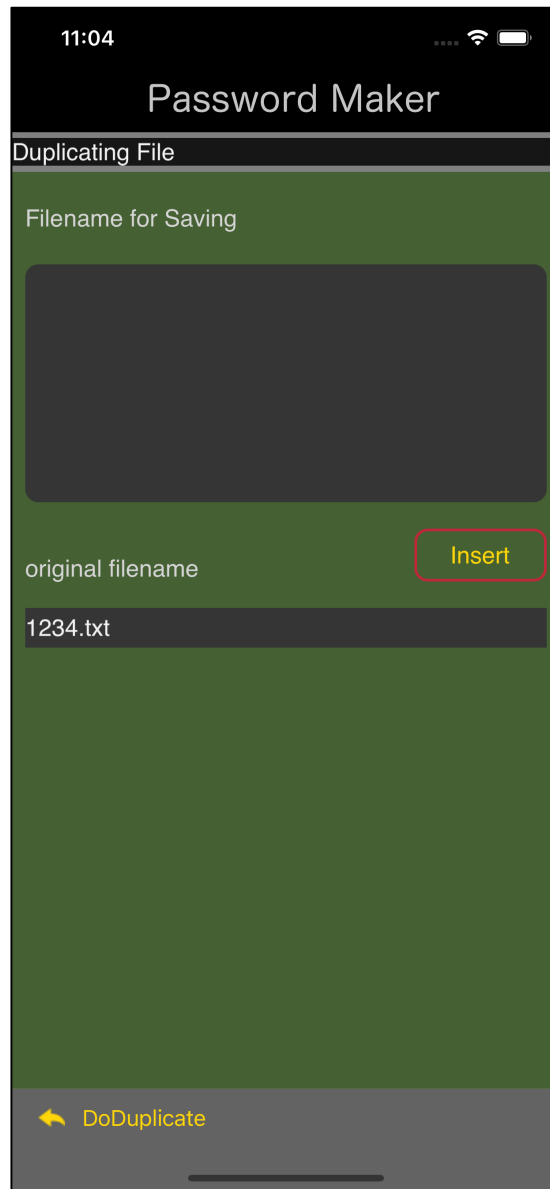 11:04
Password Maker
Duplicating File
Filename for Saving
Insert
original filename
1234.txt
DoDuplicate